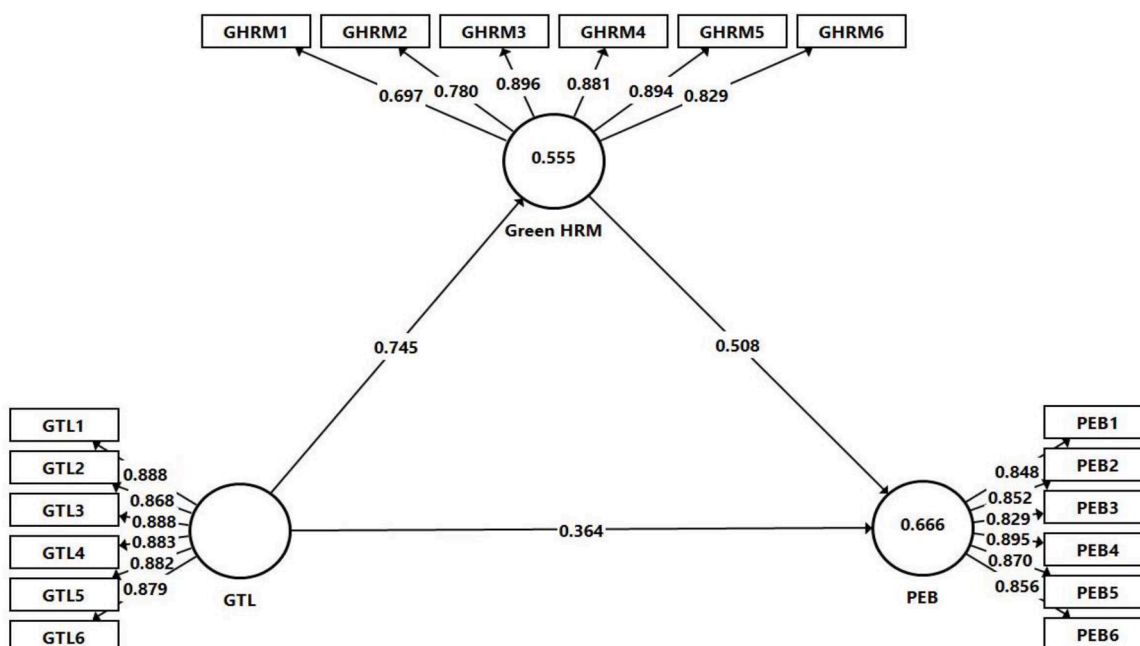 GHRM1 GHRM2 GHRM3 GHRM4 GHRM5 GHRM6
0.697 0.780 0.896 0.881 0.894 0.829
0.555
Green HRM
0.745 0.508
GTL1
GTL2
GTL3
GTL4
GTL5
GTL6
0.888
0.868
0.888
0.883
0.882
0.879
GTL
0.364
0.666
PEB
0.848
0.852
0.829
0.895
0.870
0.856
PEB1
PEB2
PEB3
PEB4
PEB5
PEB6